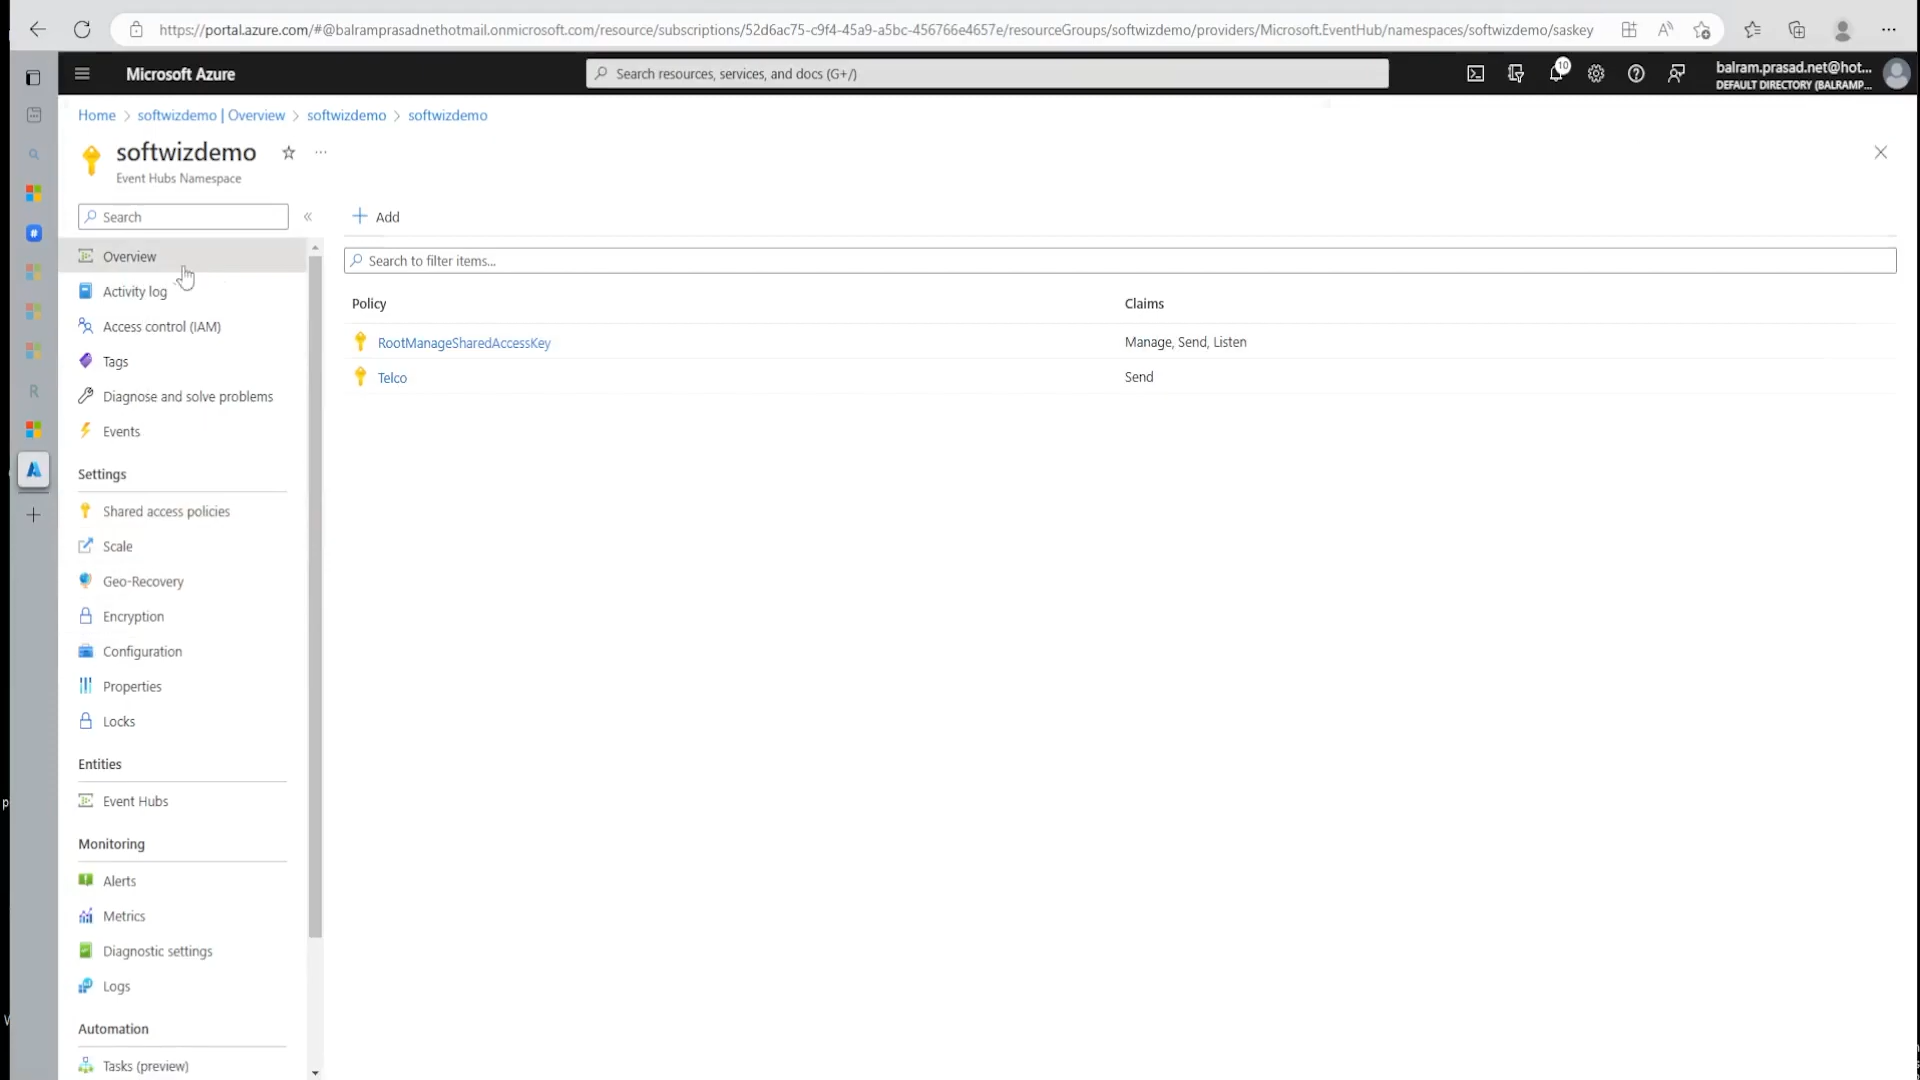 https://portal.azure.com/#@balramprasadnethotmail.onmicrosoft.com/resource/subscriptions/52d6ac75-c9f4-45a9-a5bc-456766e4657e/resourceGroups/softwizdemo/providers/Microsoft.EventHub/namespaces/softwizdemo/saskey
Microsoft Azure
Search resources, services, and docs (G+/)
10
balram.prasad.net@hot...
DEFAULT DIRECTORY (BALRAMP...
Home > softwizdemo | Overview > softwizdemo > softwizdemo
softwizdemo
Event Hubs Namespace
Search
Overview
Activity log
Access control (IAM)
Tags
Diagnose and solve problems
Events
Settings
Shared access policies
Scale
Geo-Recovery
Encryption
Configuration
Properties
Locks
Entities
Event Hubs
Monitoring
Alerts
Metrics
Diagnostic settings
Logs
Automation
Tasks (preview)
Add
Search to filter items...
Policy Claims
RootManageSharedAccessKey Manage, Send, Listen
Telco Send